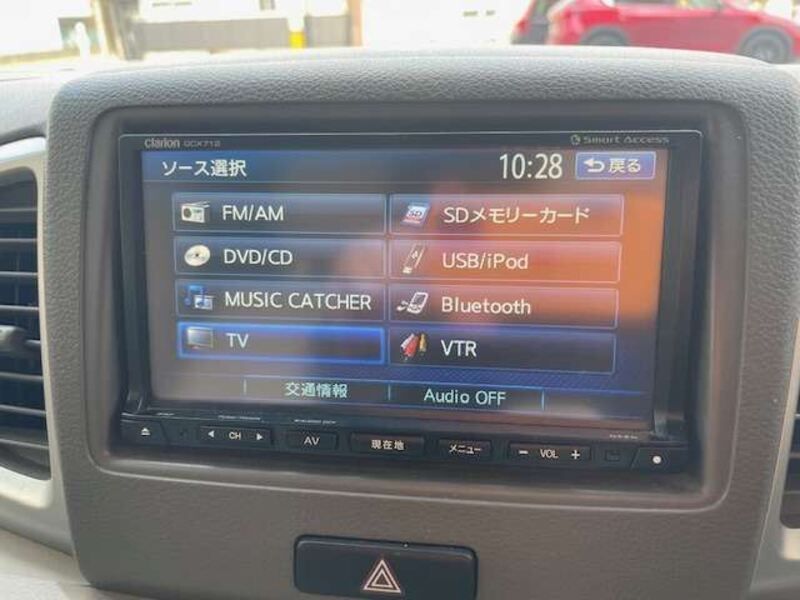 Clarion GCX712
Smart Access
ソース選択 10:28 戻る
FM/AM
SDメモリーカード
DVD/CD
USB/iPod
MUSIC CATCHER
Bluetooth
TV
VTR
交通情報 Audio OFF
CH AV 現在地 メニュー − VOL +